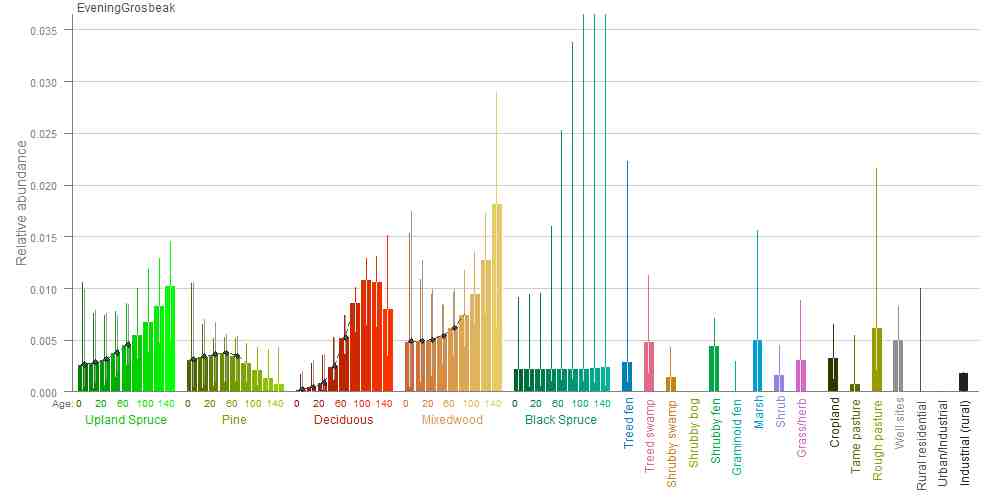 EveningGrosbeak
Relative abundance
0.035
0.030
0.025
0.020
0.015
0.010
0.005
0.000
Age: 0 20 60 100 140 0 20 60 100 140 0 20 60 100 140 0 20 60 100 140 0 20 60 100 140
Upland Spruce Pine Deciduous Mixedwood Black Spruce
Treed fen
Treed swamp
Shrubby swamp
Shrubby bog
Shrubby fen
Graminoid fen
Marsh
Shrub
Grass/herb
Cropland
Tame pasture
Rough pasture
Well sites
Rural residential
Urban/Industrial
Industrial (rural)